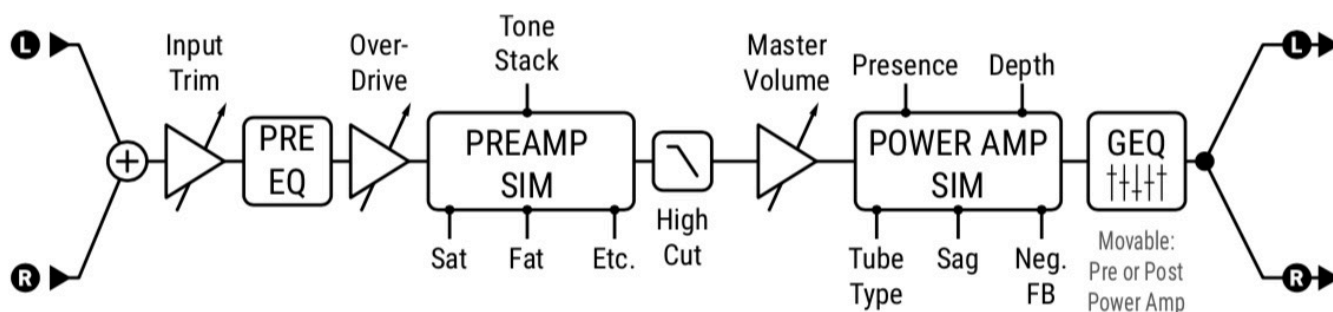 L
R
Input
Trim
PRE
EQ
Over-
Drive
Tone
Stack
PREAMP
SIM
Sat
Fat
Etc.
High
Cut
Master
Volume
Presence
Depth
POWER AMP
SIM
Tube
Type
Sag
Neg.
FB
GEQ
Movable:
Pre or Post
Power Amp
L
R